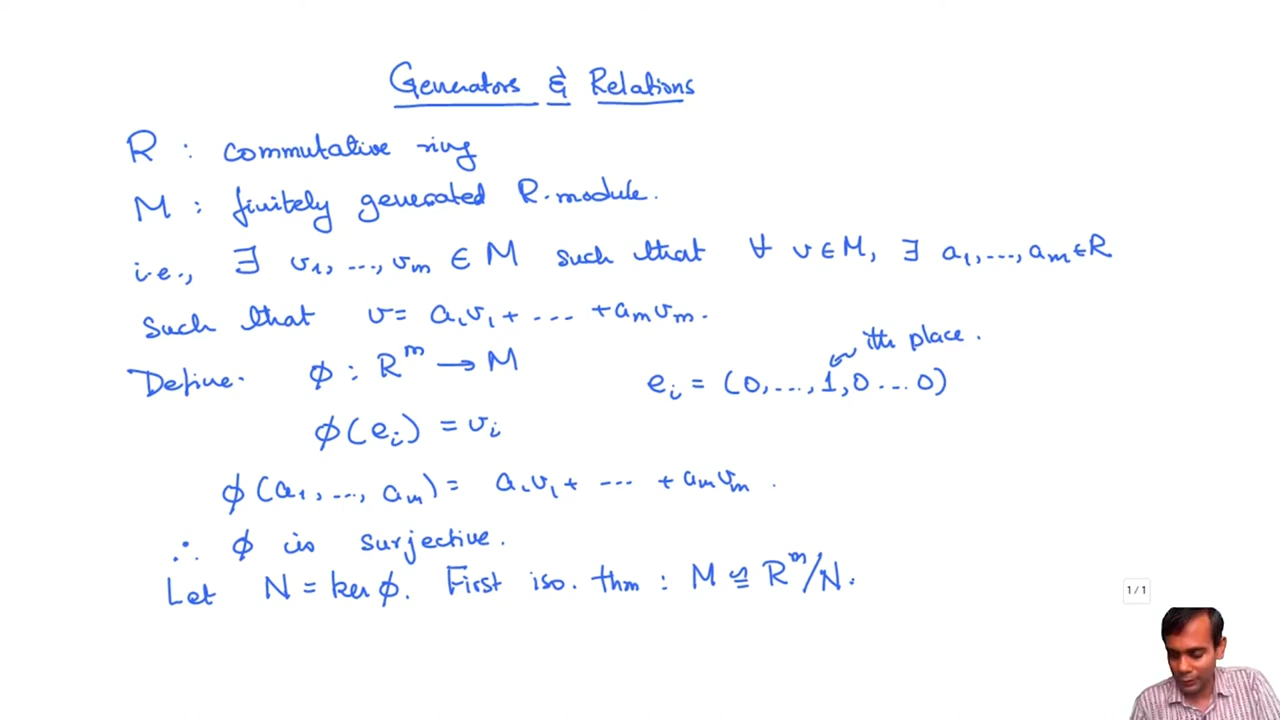 Generators & Relations
R : commutative ring
M : finitely generated R-module.
i.e., ∃ v₁, ..., vₘ ∈ M such that ∀ v ∈ M, ∃ a₁, ..., aₘ ∈ R
Such that v = a₁v₁ + ... + aₘvₘ.
Define. φ : Rᵐ → M
eᵢ = (0, ..., 1, 0 ... 0) ith place.
φ(eᵢ) = vᵢ
φ(a₁, ..., aₘ) = a₁v₁ + ... + aₘvₘ.
∴ φ is surjective.
Let N = ker φ. First iso. thm : M ≅ Rᵐ/N.
1/1